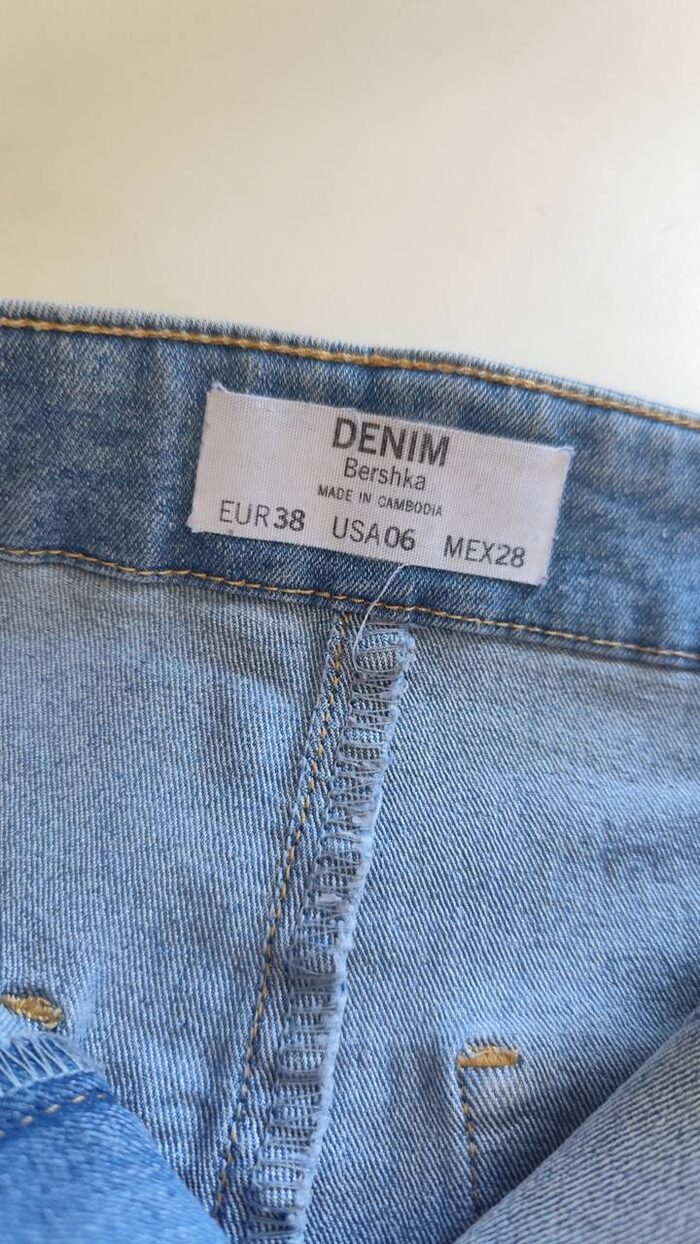 DENIM
Bershka
MADE IN CAMBODIA
EUR38 USA06 MEX28